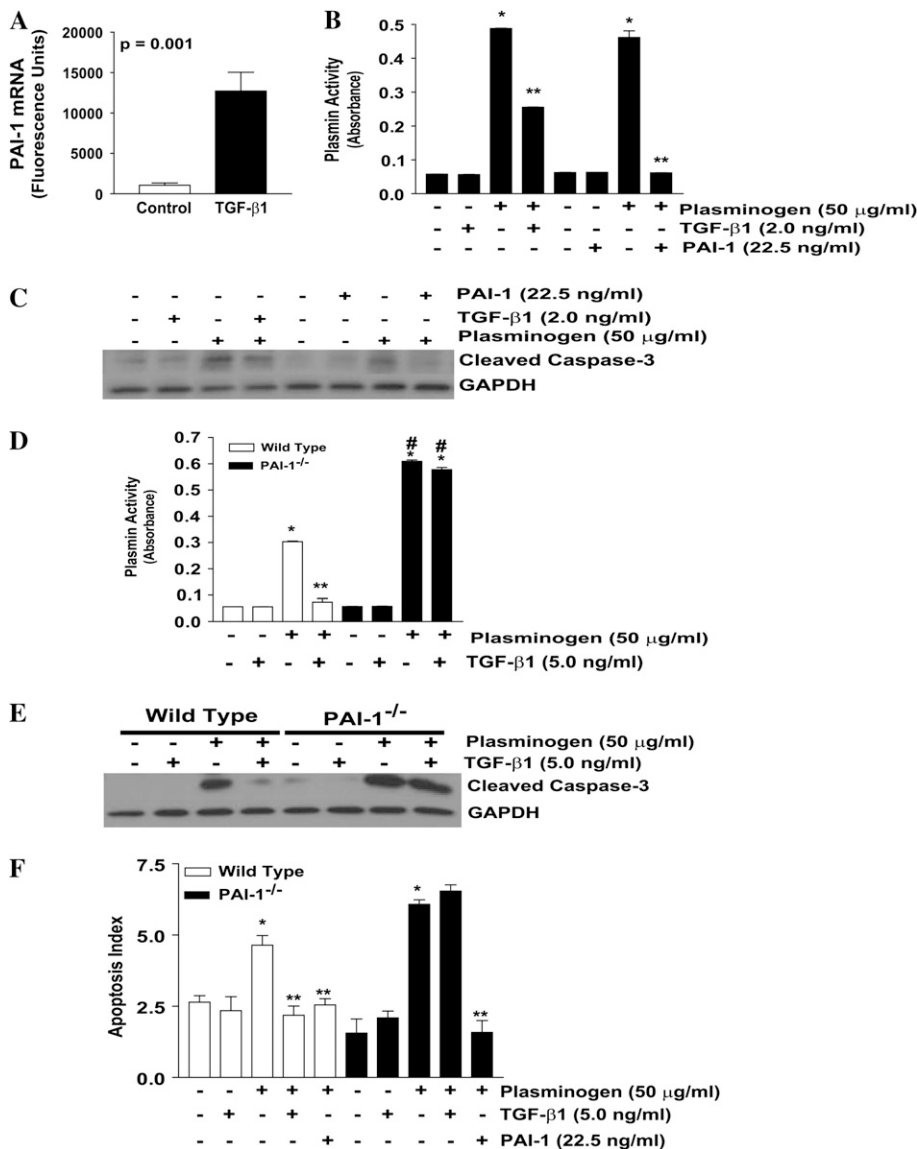 A
PAI-1 mRNA
(Fluorescence Units)
20000
15000
10000
5000
0
p = 0.001
Control TGF-β1
B
Plasmin Activity
(Absorbance)
0.5
0.4
0.3
0.2
0.1
0.0
* ** * **
- - + + - - + + Plasminogen (50 μg/ml)
- + - + TGF-β1 (2.0 ng/ml)
- + - + PAI-1 (22.5 ng/ml)
C
- - - - - + - + PAI-1 (22.5 ng/ml)
- + - + - - - - TGF-β1 (2.0 ng/ml)
- - + + - - + + Plasminogen (50 μg/ml)
Cleaved Caspase-3
GAPDH
D
Plasmin Activity
(Absorbance)
0.7
0.6
0.5
0.4
0.3
0.2
0.1
0.0
Wild Type
PAI-1-/-
# #
* ** * *
- - + + - - + + Plasminogen (50 μg/ml)
- + - + - + - + TGF-β1 (5.0 ng/ml)
E
Wild Type PAI-1-/-
- - + + - - + + Plasminogen (50 μg/ml)
- + - + - + - + TGF-β1 (5.0 ng/ml)
Cleaved Caspase-3
GAPDH
F
Apoptosis Index
7.5
5.0
2.5
0.0
Wild Type
PAI-1-/-
* ** ** * **
- - + + + - - + + + Plasminogen (50 μg/ml)
- + - + - - + - + - TGF-β1 (5.0 ng/ml)
- - - - + - - - - + PAI-1 (22.5 ng/ml)